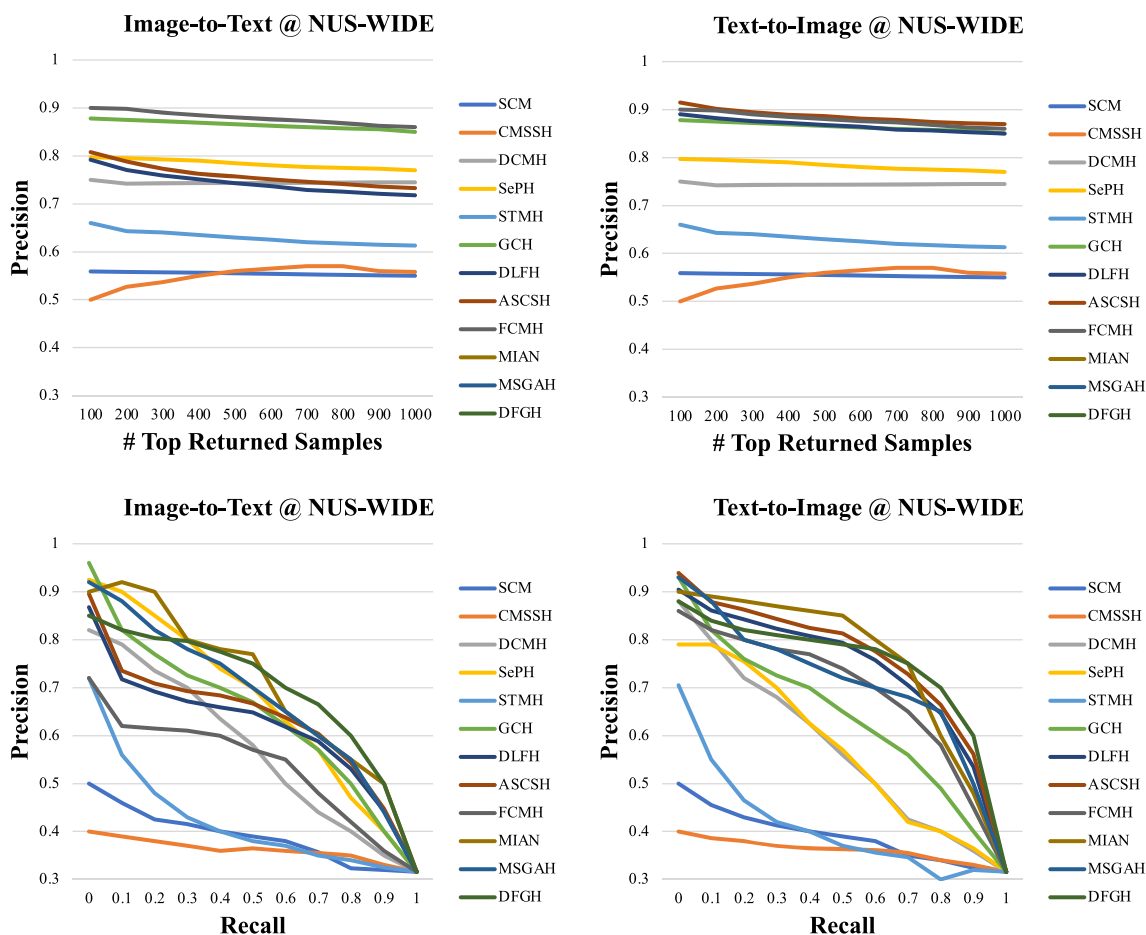 Image-to-Text @ NUS-WIDE
1
0.9
0.8
0.7
0.6
0.5
0.4
0.3
Precision
100 200 300 400 500 600 700 800 900 1000
# Top Returned Samples
SCM
CMSSH
DCMH
SePH
STMH
GCH
DLFH
ASCSH
FCMH
MIAN
MSGAH
DFGH
Text-to-Image @ NUS-WIDE
1
0.9
0.8
0.7
0.6
0.5
0.4
0.3
Precision
100 200 300 400 500 600 700 800 900 1000
# Top Returned Samples
SCM
CMSSH
DCMH
SePH
STMH
GCH
DLFH
ASCSH
FCMH
MIAN
MSGAH
DFGH
Image-to-Text @ NUS-WIDE
1
0.9
0.8
0.7
0.6
0.5
0.4
0.3
Precision
0 0.1 0.2 0.3 0.4 0.5 0.6 0.7 0.8 0.9 1
Recall
SCM
CMSSH
DCMH
SePH
STMH
GCH
DLFH
ASCSH
FCMH
MIAN
MSGAH
DFGH
Text-to-Image @ NUS-WIDE
1
0.9
0.8
0.7
0.6
0.5
0.4
0.3
Precision
0 0.1 0.2 0.3 0.4 0.5 0.6 0.7 0.8 0.9 1
Recall
SCM
CMSSH
DCMH
SePH
STMH
GCH
DLFH
ASCSH
FCMH
MIAN
MSGAH
DFGH